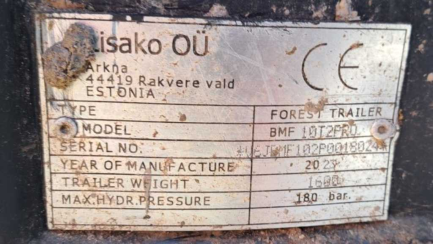 isako OÜ
Arkna
44419 Rakvere vald
ESTONIA
CE
TYPE FOREST TRAILER
MODEL BMF 10T2PRO
SERIAL NO.
YEAR OF MANUFACTURE
TRAILER WEIGHT 1600
MAX.HYDR.PRESSURE 180 bar.